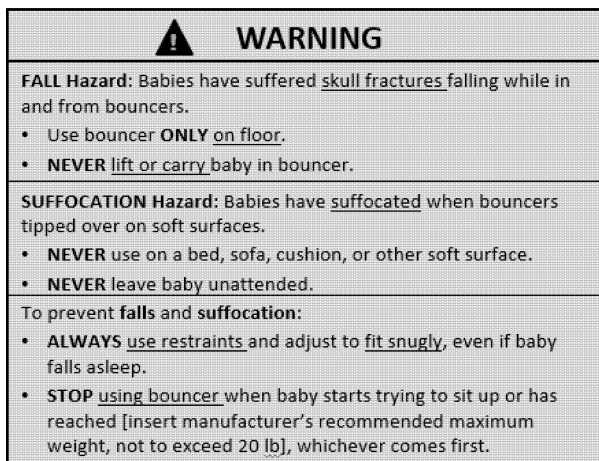 WARNING
FALL Hazard: Babies have suffered skull fractures falling while in
and from bouncers.
• Use bouncer ONLY on floor.
• NEVER lift or carry baby in bouncer.
SUFFOCATION Hazard: Babies have suffocated when bouncers
tipped over on soft surfaces.
• NEVER use on a bed, sofa, cushion, or other soft surface.
• NEVER leave baby unattended.
To prevent falls and suffocation:
• ALWAYS use restraints and adjust to fit snugly, even if baby
falls asleep.
• STOP using bouncer when baby starts trying to sit up or has
reached [insert manufacturer's recommended maximum
weight, not to exceed 20 lb], whichever comes first.